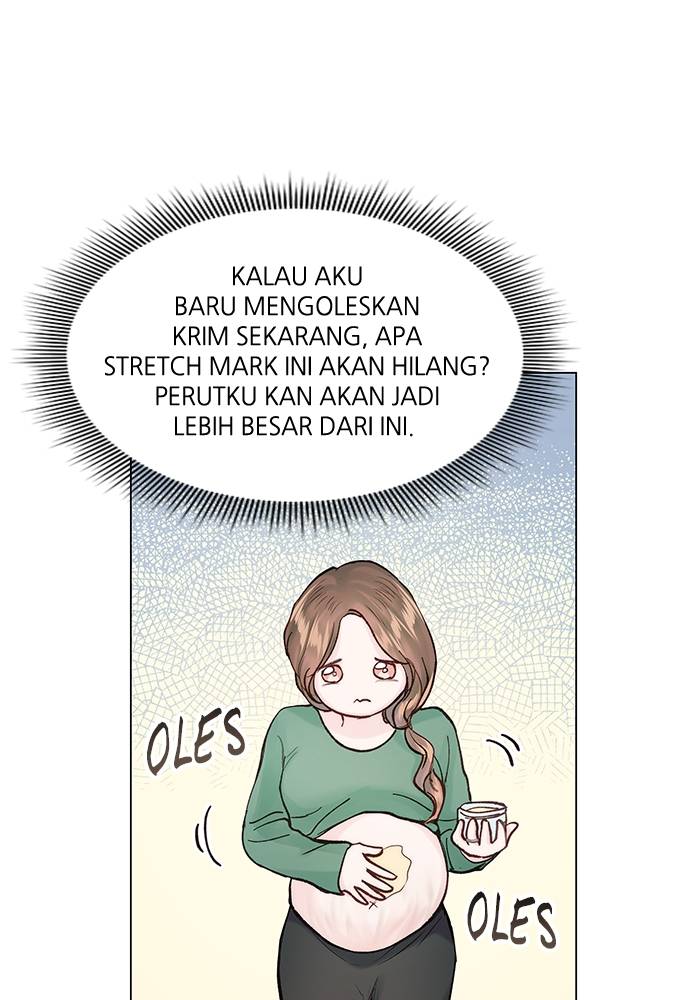 KALAU AKU
BARU MENGOLESKAN
KRIM SEKARANG, APA
STRETCH MARK INI AKAN HILANG?
PERUTKU KAN AKAN JADI
LEBIH BESAR DARI INI.
OLES
OLES